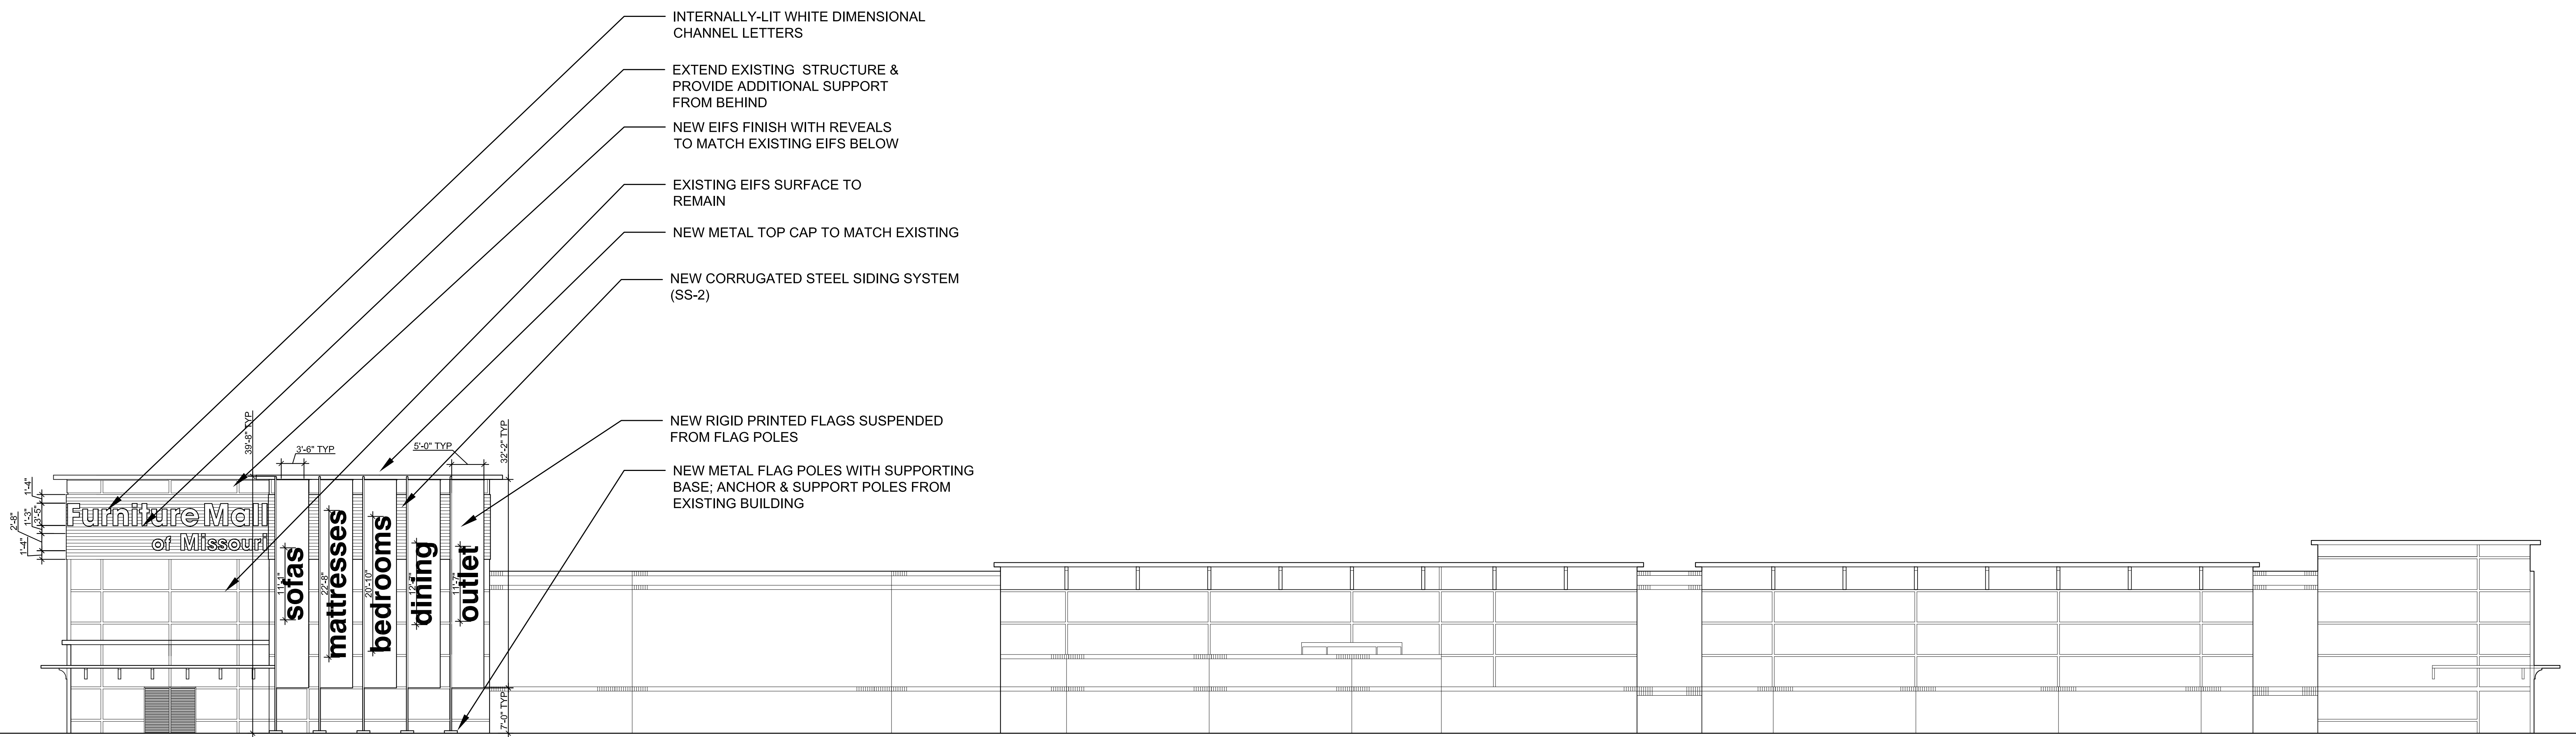 INTERNALLY-LIT WHITE DIMENSIONAL
CHANNEL LETTERS
EXTEND EXISTING STRUCTURE &
PROVIDE ADDITIONAL SUPPORT
FROM BEHIND
NEW EIFS FINISH WITH REVEALS
TO MATCH EXISTING EIFS BELOW
EXISTING EIFS SURFACE TO
REMAIN
NEW METAL TOP CAP TO MATCH EXISTING
NEW CORRUGATED STEEL SIDING SYSTEM
(SS-2)
NEW RIGID PRINTED FLAGS SUSPENDED
FROM FLAG POLES
NEW METAL FLAG POLES WITH SUPPORTING
BASE; ANCHOR & SUPPORT POLES FROM
EXISTING BUILDING
39'-8" TYP
3'-6" TYP
5'-0" TYP
32'-2" TYP
1'-4"
3'-5"
1'-3"
2'-8"
1'-4"
Furniture Mall
of Missouri
11'-1"
sofas
22'-8"
mattresses
20'-10"
bedrooms
12'-7"
dining
11'-7"
outlet
7'-0" TYP